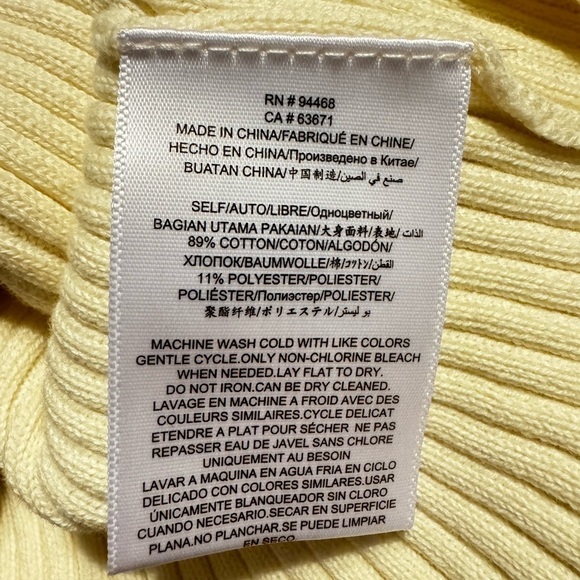 RN # 94468
CA # 63671
MADE IN CHINA/FABRIQUÉ EN CHINE/
HECHO EN CHINA/Произведено в Китае/
BUATAN CHINA/中国制造/صنع في الصين/
SELF/AUTO/LIBRE/Одноцветный/
BAGIAN UTAMA PAKAIAN/大身面料/表地/الذات/
89% COTTON/COTON/ALGODÓN/
ХЛОПОК/BAUMWOLLE/棉/コットン/القطن/
11% POLYESTER/POLIESTER/
POLIÉSTER/Полиэстер/POLIESTER/
聚酯纤维/ポリエステル/بوليستر/
MACHINE WASH COLD WITH LIKE COLORS
GENTLE CYCLE.ONLY NON-CHLORINE BLEACH
WHEN NEEDED.LAY FLAT TO DRY.
DO NOT IRON.CAN BE DRY CLEANED.
LAVAGE EN MACHINE A FROID AVEC DES
COULEURS SIMILAIRES.CYCLE DELICAT
ETENDRE A PLAT POUR SÉCHER NE PAS
REPASSER EAU DE JAVEL SANS CHLORE
UNIQUEMENT AU BESOIN
LAVAR A MAQUINA EN AGUA FRIA EN CICLO
DELICADO CON COLORES SIMILARES.USAR
ÚNICAMENTE BLANQUEADOR SIN CLORO
CUANDO NECESARIO.SECAR EN SUPERFICIE
PLANA.NO PLANCHAR.SE PUEDE LIMPIAR
EN SECO